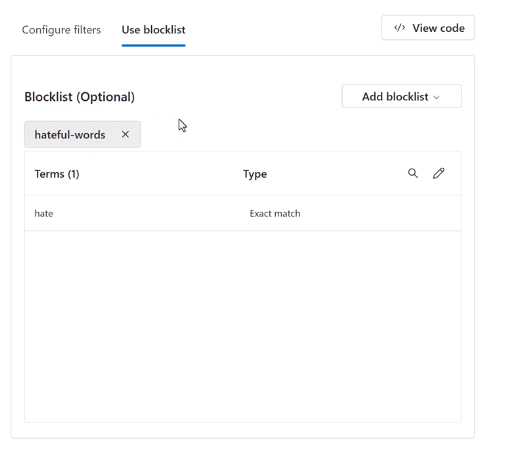 Configure filters Use blocklist </> View code
Blocklist (Optional) Add blocklist
hateful-words ×
Terms (1) Type
hate Exact match